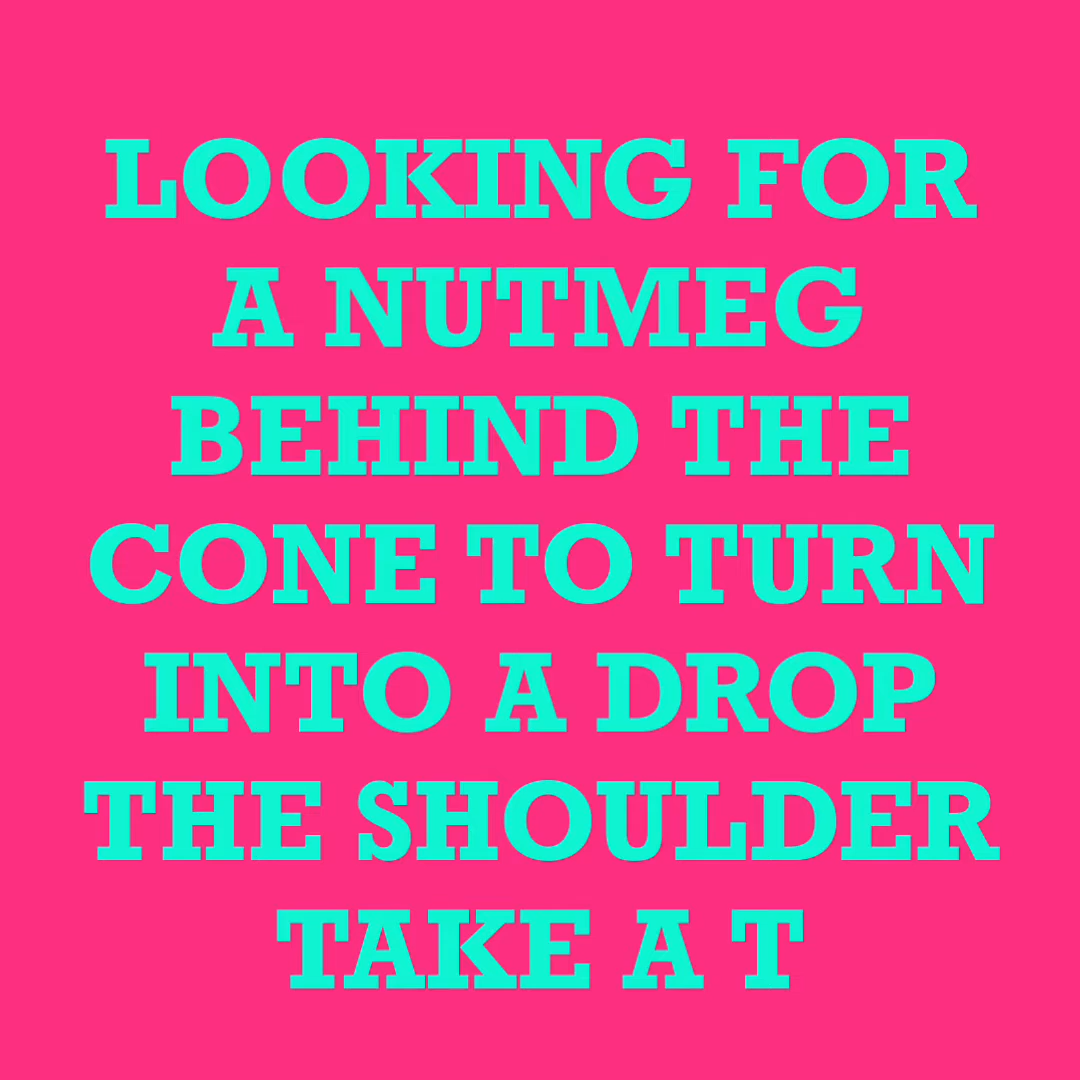 LOOKING FOR
A NUTMEG
BEHIND THE
CONE TO TURN
INTO A DROP
THE SHOULDER
TAKE A T